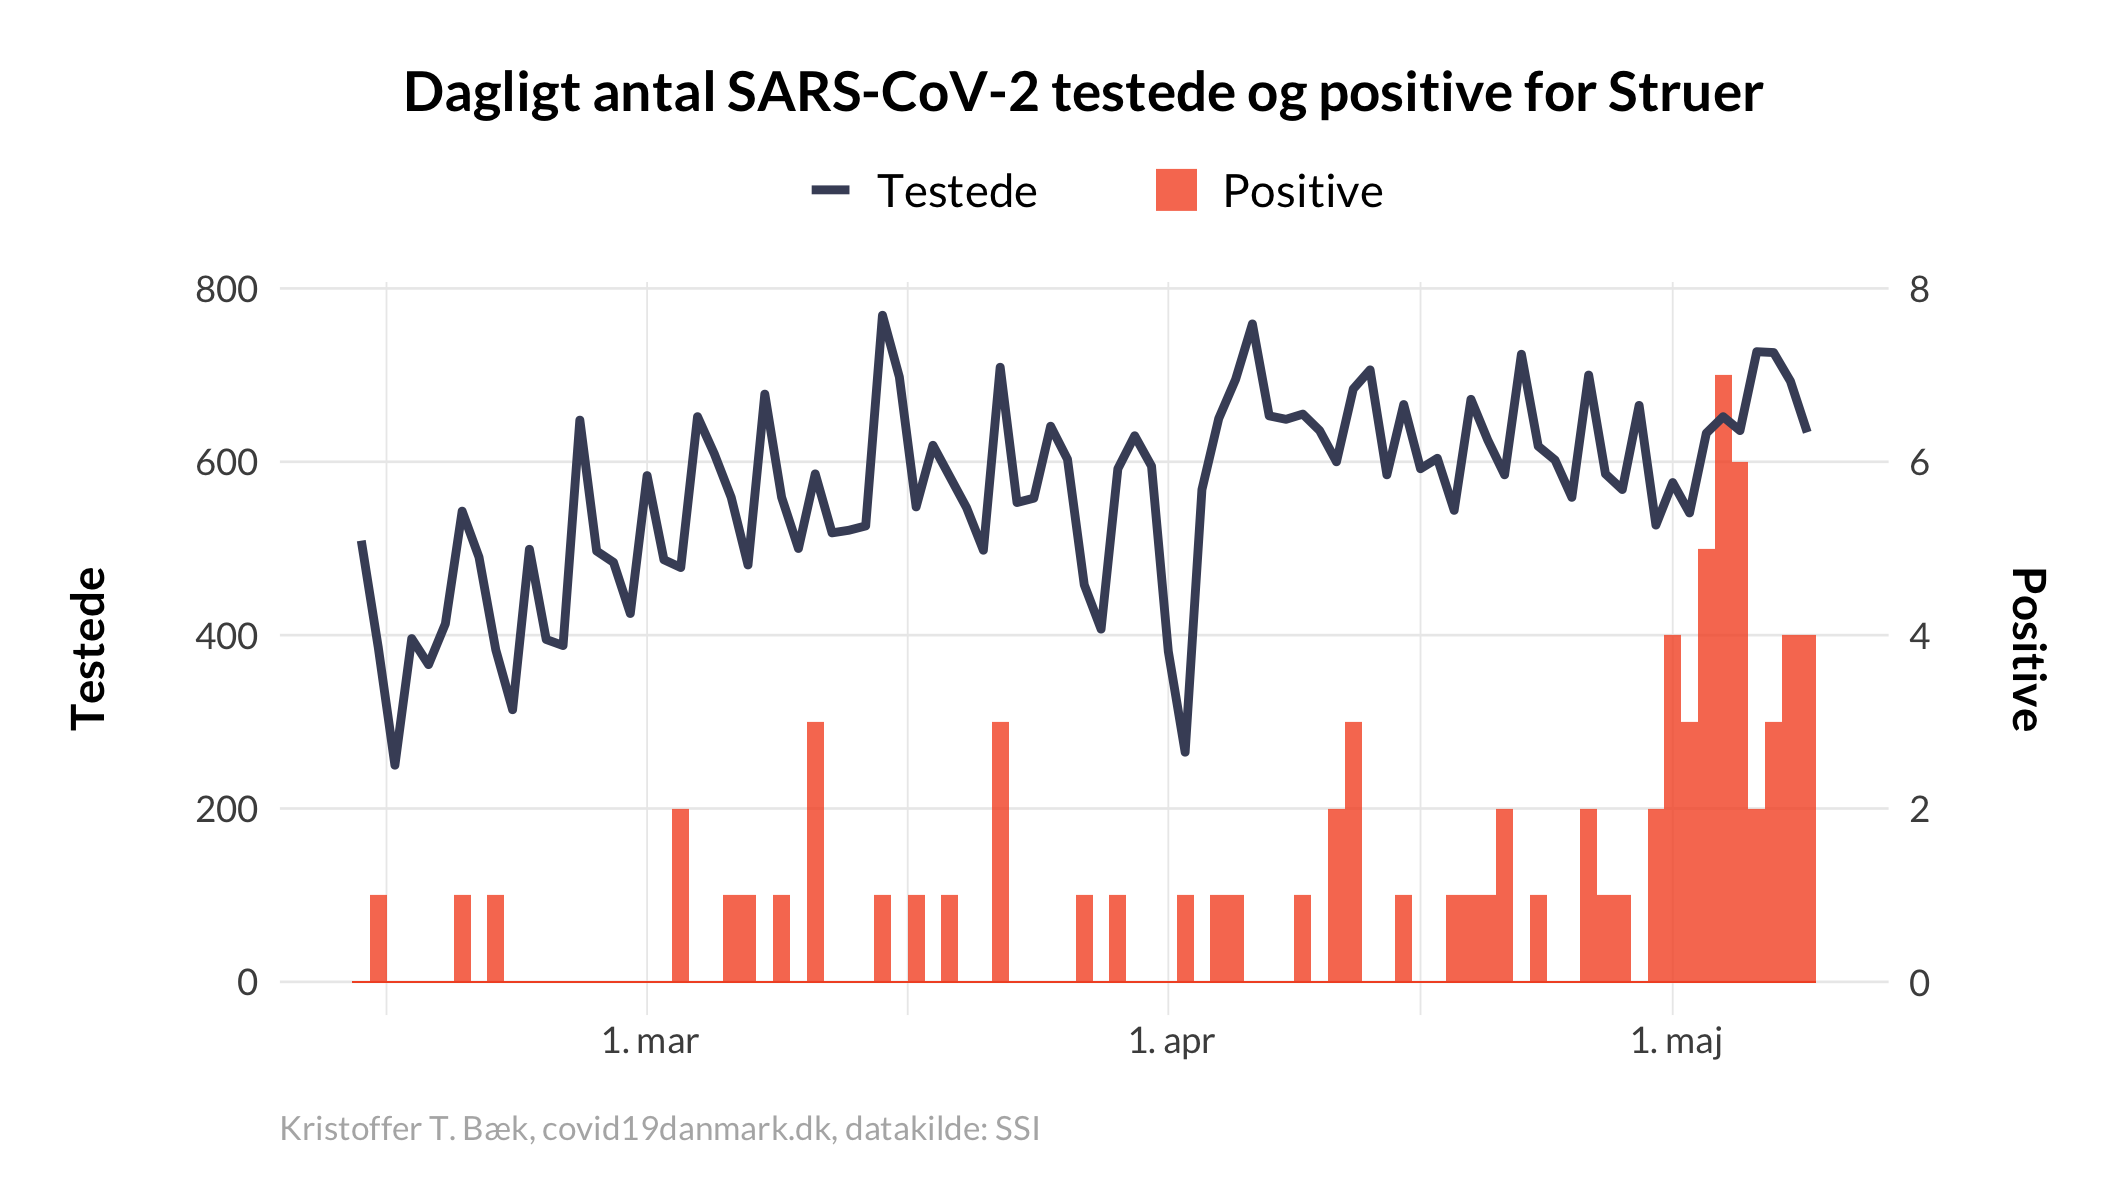 Dagligt antal SARS-CoV-2 testede og positive for Struer
Testede
Positive
800
600
400
200
0
8
6
4
2
0
Testede
Positive
1. mar
1. apr
1. maj
Kristoffer T. Bæk, covid19danmark.dk, datakilde: SSI